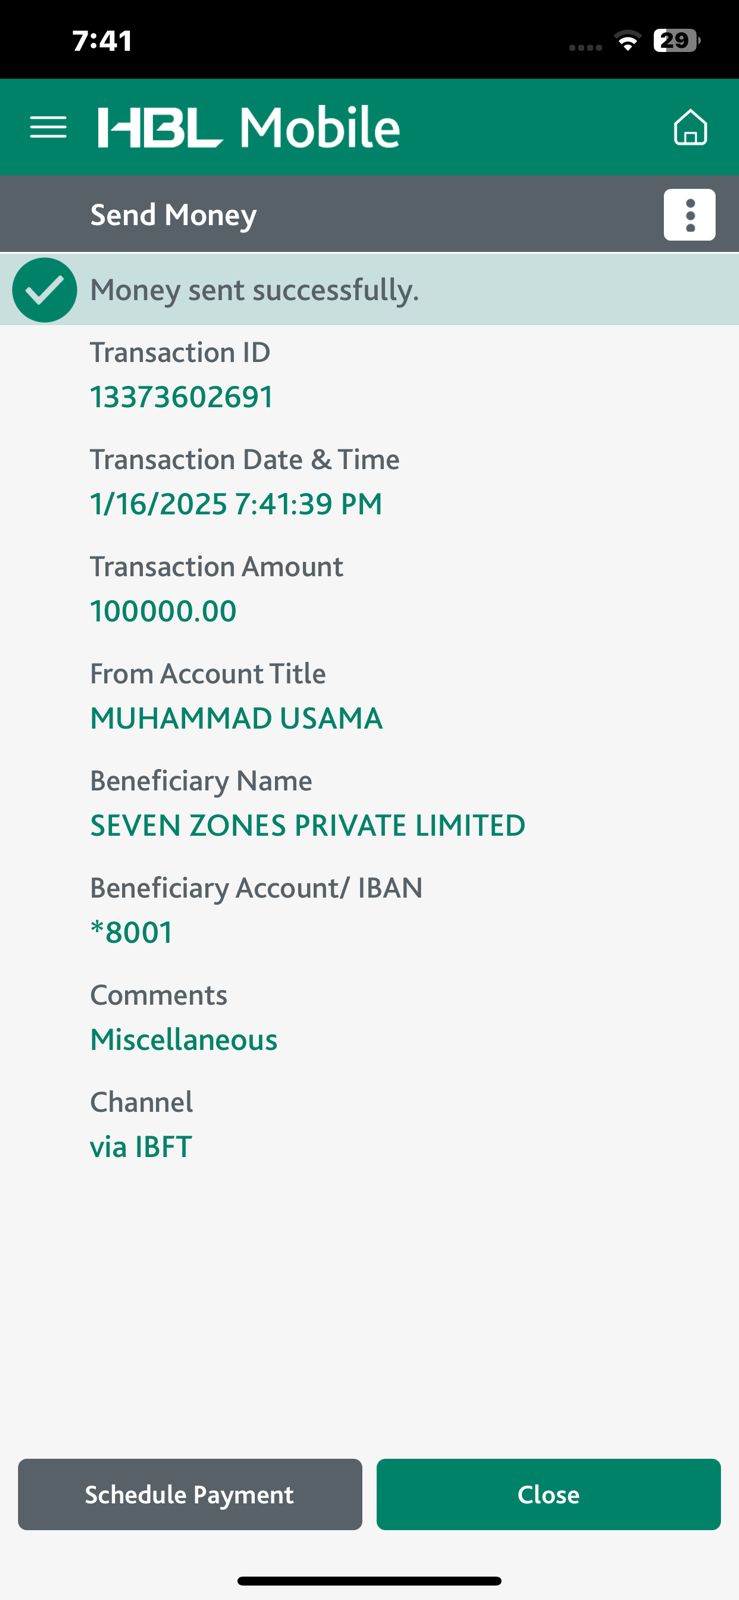 7:41
29
HBL Mobile
Send Money
Money sent successfully.
Transaction ID
13373602691
Transaction Date & Time
1/16/2025 7:41:39 PM
Transaction Amount
100000.00
From Account Title
MUHAMMAD USAMA
Beneficiary Name
SEVEN ZONES PRIVATE LIMITED
Beneficiary Account/ IBAN
*8001
Comments
Miscellaneous
Channel
via IBFT
Schedule Payment
Close